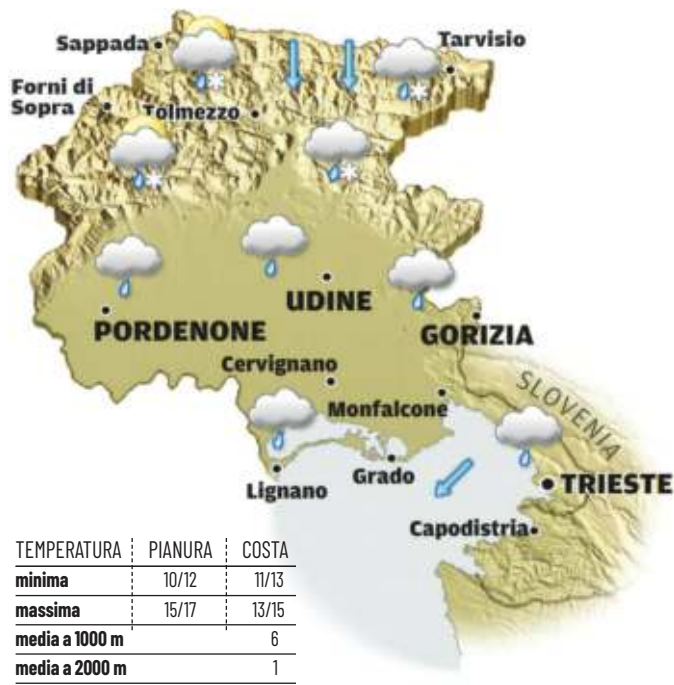 Sappada
Tarvisio
Forni di
Sopra
Tolmezzo
UDINE
PORDENONE
GORIZIA
Cervignano
SLOVENIA
Monfalcone
Grado
Lignano
TRIESTE
Capodistria
TEMPERATURA PIANURA COSTA
minima 10/12 11/13
massima 15/17 13/15
media a 1000 m 6
media a 2000 m 1